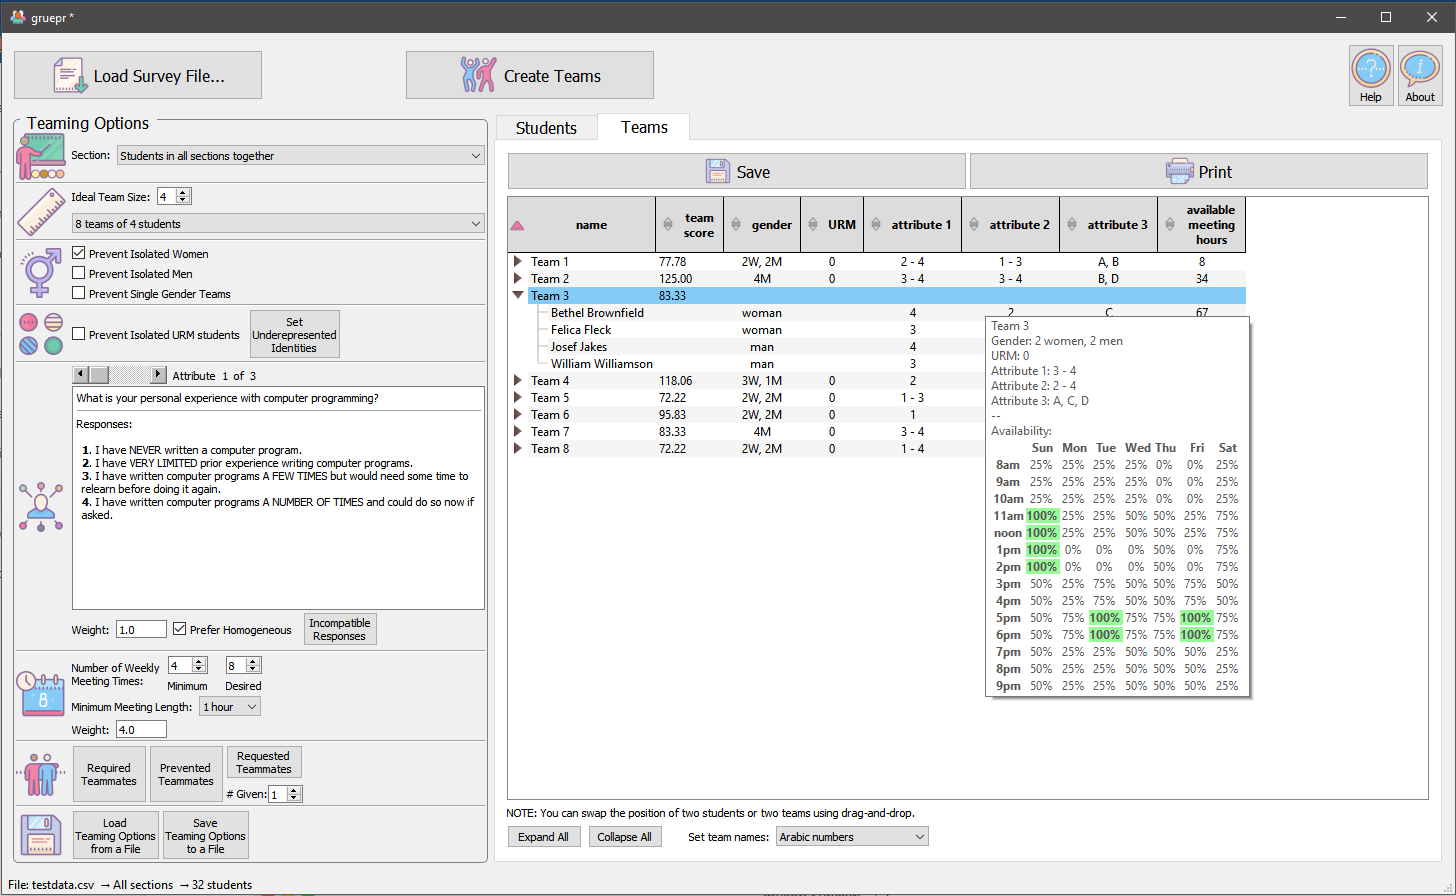 gruepr *
Load Survey File...
Create Teams
Help
About
Teaming Options
Section: Students in all sections together
Ideal Team Size: 4
8 teams of 4 students
Prevent Isolated Women
Prevent Isolated Men
Prevent Single Gender Teams
Prevent Isolated URM students
Set
Underrepresented
Identities
Attribute 1 of 3
What is your personal experience with computer programming?
Responses:
1. I have NEVER written a computer program.
2. I have VERY LIMITED prior experience writing computer programs.
3. I have written computer programs A FEW TIMES but would need some time to
relearn before doing it again.
4. I have written computer programs A NUMBER OF TIMES and could do so now if
asked.
Weight: 1.0 Prefer Homogeneous
Incompatible
Responses
8
Number of Weekly
Meeting Times:
4 8
Minimum Desired
Minimum Meeting Length: 1 hour
Weight: 4.0
Required
Teammates
Prevented
Teammates
Requested
Teammates
# Given: 1
Load
Teaming Options
from a File
Save
Teaming Options
to a File
File: testdata.csv → All sections → 32 students
Students Teams
Save Print
name team score gender URM attribute 1 attribute 2 attribute 3 available meeting hours
Team 1 77.78 2W, 2M 0 2 - 4 1 - 3 A, B 8
Team 2 125.00 4M 0 3 - 4 3 - 4 B, D 34
Team 3 83.33
Bethel Brownfield woman 4 2 C 67
Felica Fleck woman 3
Josef Jakes man 4
William Williamson man 3
Team 4 118.06 3W, 1M 0 2
Team 5 72.22 2W, 2M 0 1 - 3
Team 6 95.83 2W, 2M 0 1
Team 7 83.33 4M 0 3 - 4
Team 8 72.22 2W, 2M 0 1 - 4
Team 3
Gender: 2 women, 2 men
URM: 0
Attribute 1: 3 - 4
Attribute 2: 2 - 4
Attribute 3: A, C, D
--
Availability:
Sun Mon Tue Wed Thu Fri Sat
8am 25% 25% 25% 25% 0% 0% 25%
9am 25% 25% 25% 25% 0% 0% 25%
10am 25% 25% 25% 25% 0% 0% 25%
11am 100% 25% 25% 50% 50% 25% 75%
noon 100% 25% 25% 50% 50% 25% 75%
1pm 100% 0% 0% 0% 50% 0% 75%
2pm 100% 0% 0% 0% 50% 0% 75%
3pm 50% 25% 75% 50% 50% 75% 50%
4pm 50% 25% 75% 50% 50% 75% 50%
5pm 50% 75% 100% 75% 75% 100% 75%
6pm 50% 75% 100% 75% 75% 100% 75%
7pm 50% 25% 25% 50% 50% 50% 25%
8pm 50% 25% 25% 50% 50% 50% 25%
9pm 50% 25% 25% 50% 50% 50% 25%
NOTE: You can swap the position of two students or two teams using drag-and-drop.
Expand All Collapse All Set team names: Arabic numbers